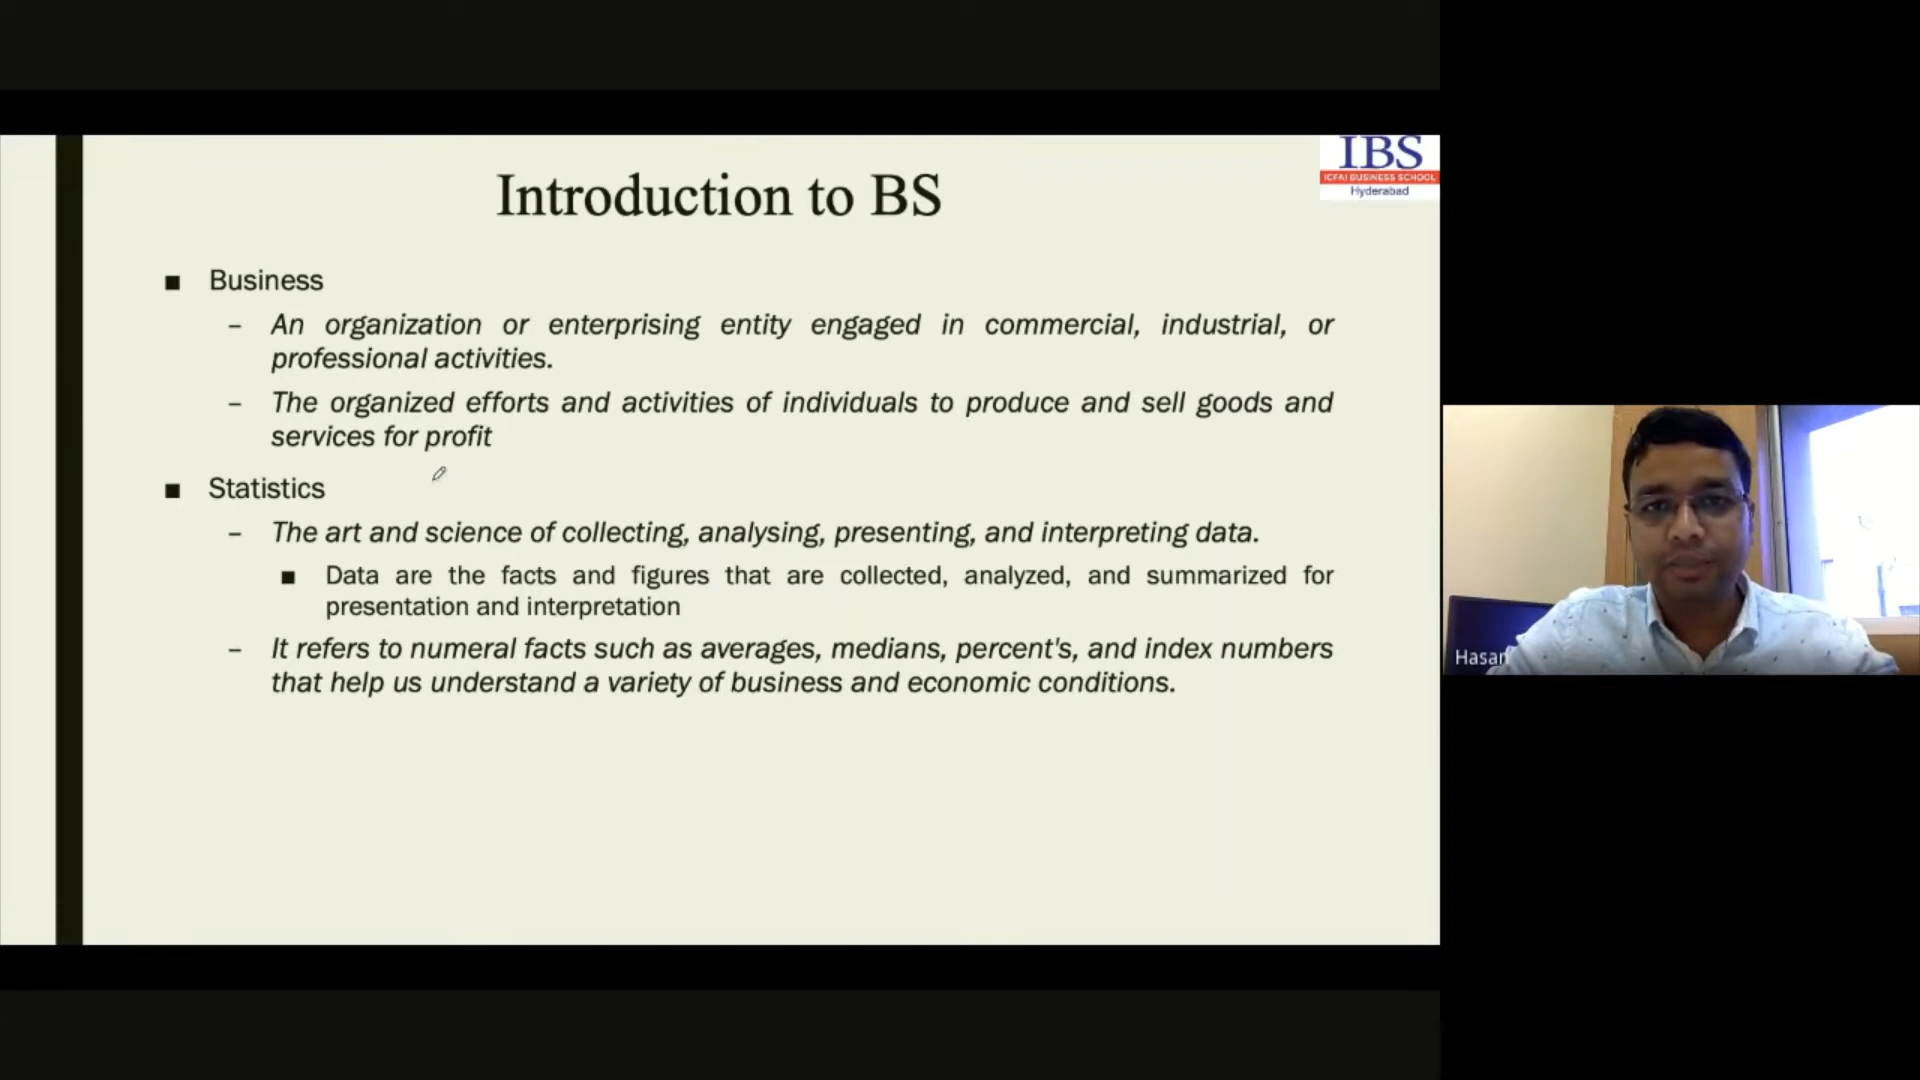 Introduction to BS
IBS
ICFAI BUSINESS SCHOOL
Hyderabad
■ Business
– An organization or enterprising entity engaged in commercial, industrial, or
professional activities.
– The organized efforts and activities of individuals to produce and sell goods and
services for profit
■ Statistics
– The art and science of collecting, analysing, presenting, and interpreting data.
■ Data are the facts and figures that are collected, analyzed, and summarized for
presentation and interpretation
– It refers to numeral facts such as averages, medians, percent's, and index numbers
that help us understand a variety of business and economic conditions.
Hasan